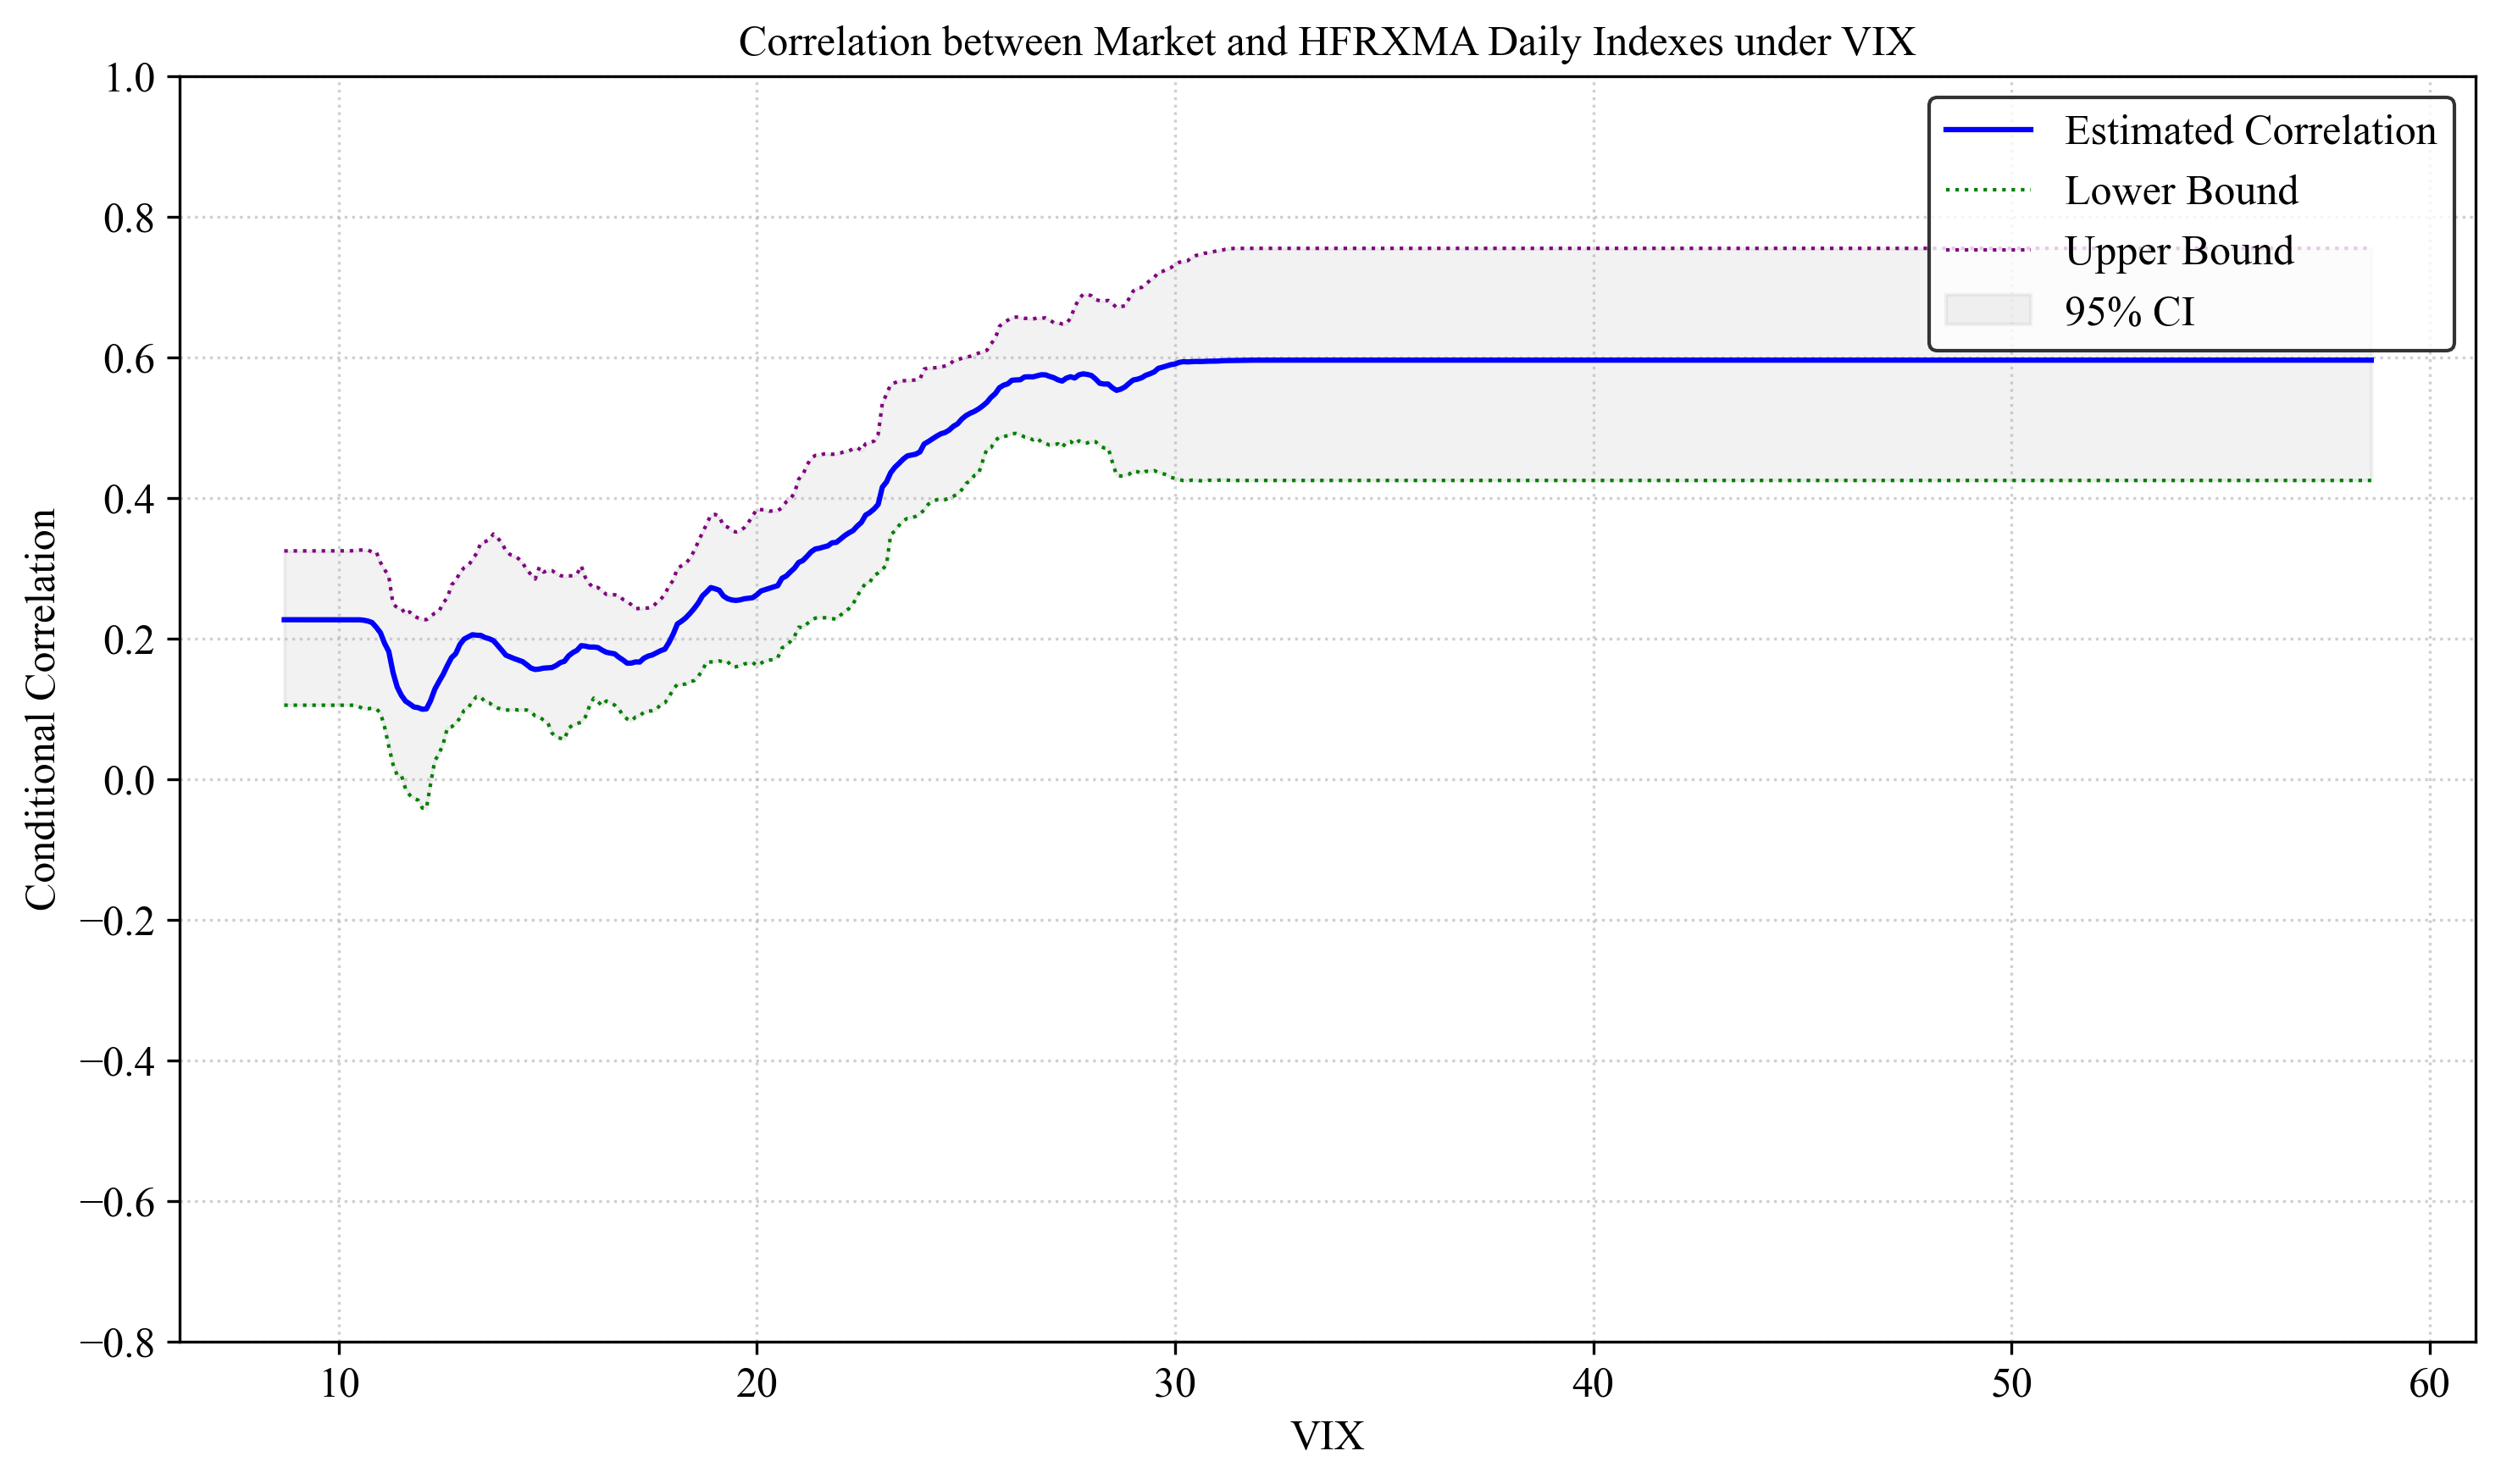 Correlation between Market and HFRXMA Daily Indexes under VIX
1.0
0.8
0.6
0.4
0.2
0.0
−0.2
−0.4
−0.6
−0.8
Conditional Correlation
Estimated Correlation
Lower Bound
Upper Bound
95% CI
10 20 30 40 50 60
VIX